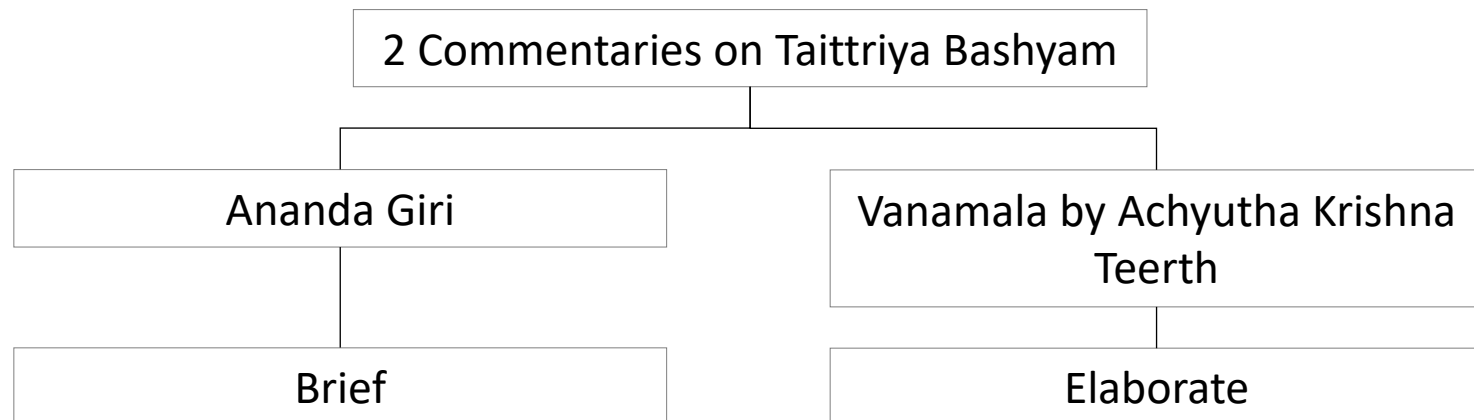 2 Commentaries on Taittriya Bashyam
Ananda Giri
Vanamala by Achyutha Krishna
Teerth
Brief
Elaborate